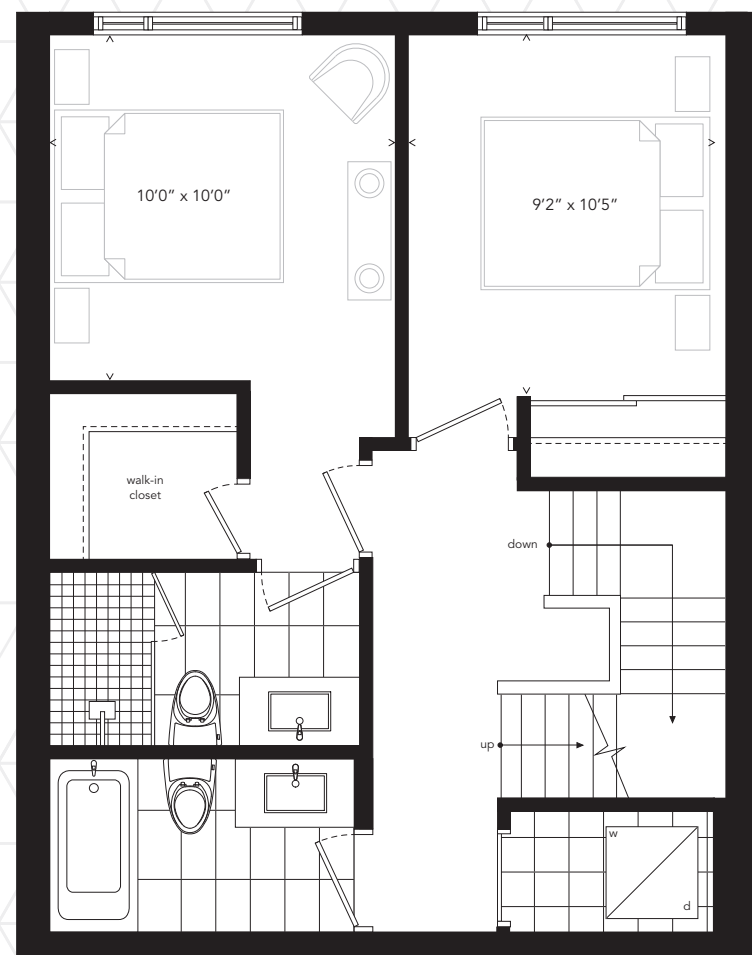 10'0” x 10'0”
9'2” x 10'5”
walk-in
closet
down
up
w
d